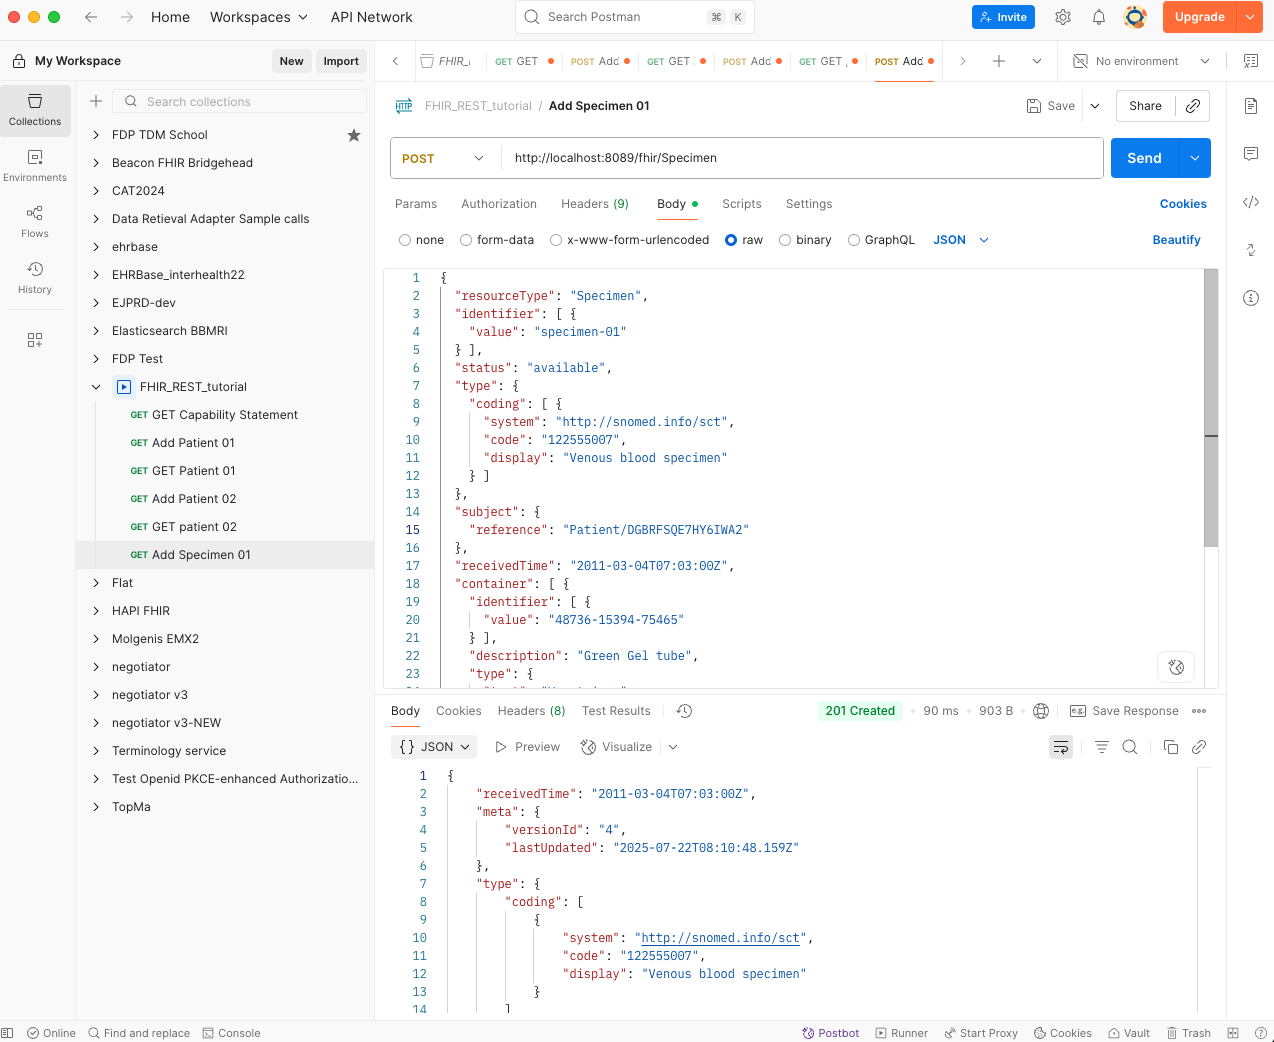 Home Workspaces API Network Search Postman ⌘ K Invite Upgrade
My Workspace New Import FHIR_ GET GET POST Add GET GET POST Add GET GET POST Add No environment
Collections
Environments
Flows
History
Search collections
FDP TDM School
Beacon FHIR Bridgehead
CAT2024
Data Retieval Adapter Sample calls
ehrbase
EHRBase_interhealth22
EJPRD-dev
Elasticsearch BBMRI
FDP Test
FHIR_REST_tutorial
GET GET Capability Statement
GET Add Patient 01
GET GET Patient 01
GET Add Patient 02
GET GET patient 02
GET Add Specimen 01
Flat
HAPI FHIR
Molgenis EMX2
negotiator
negotiator v3
negotiator v3-NEW
Terminology service
Test Openid PKCE-enhanced Authorizatio...
TopMa
HTTP FHIR_REST_tutorial / Add Specimen 01 Save Share
POST http://localhost:8089/fhir/Specimen Send
Params Authorization Headers (9) Body Scripts Settings Cookies
none form-data x-www-form-urlencoded raw binary GraphQL JSON Beautify
1 {
2 "resourceType": "Specimen",
3 "identifier": [ {
4 "value": "specimen-01"
5 } ],
6 "status": "available",
7 "type": {
8 "coding": [ {
9 "system": "http://snomed.info/sct",
10 "code": "122555007",
11 "display": "Venous blood specimen"
12 } ]
13 },
14 "subject": {
15 "reference": "Patient/DGBRFSQE7HY6IWA2"
16 },
17 "receivedTime": "2011-03-04T07:03:00Z",
18 "container": [ {
19 "identifier": [ {
20 "value": "48736-15394-75465"
21 } ],
22 "description": "Green Gel tube",
23 "type": {
Body Cookies Headers (8) Test Results 201 Created 90 ms 903 B e.g. Save Response
{} JSON Preview Visualize
1 {
2 "receivedTime": "2011-03-04T07:03:00Z",
3 "meta": {
4 "versionId": "4",
5 "lastUpdated": "2025-07-22T08:10:48.159Z"
6 },
7 "type": {
8 "coding": [
9 {
10 "system": "http://snomed.info/sct",
11 "code": "122555007",
12 "display": "Venous blood specimen"
13 }
14 ]
Online Find and replace Console Postbot Runner Start Proxy Cookies Vault Trash